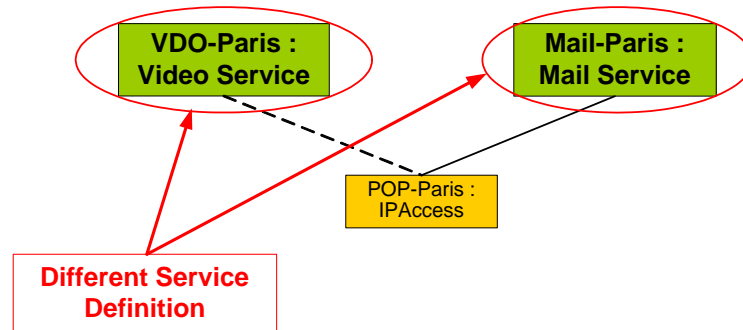 VDO-Paris :
Video Service
Mail-Paris :
Mail Service
POP-Paris :
IPAccess
Different Service
Definition